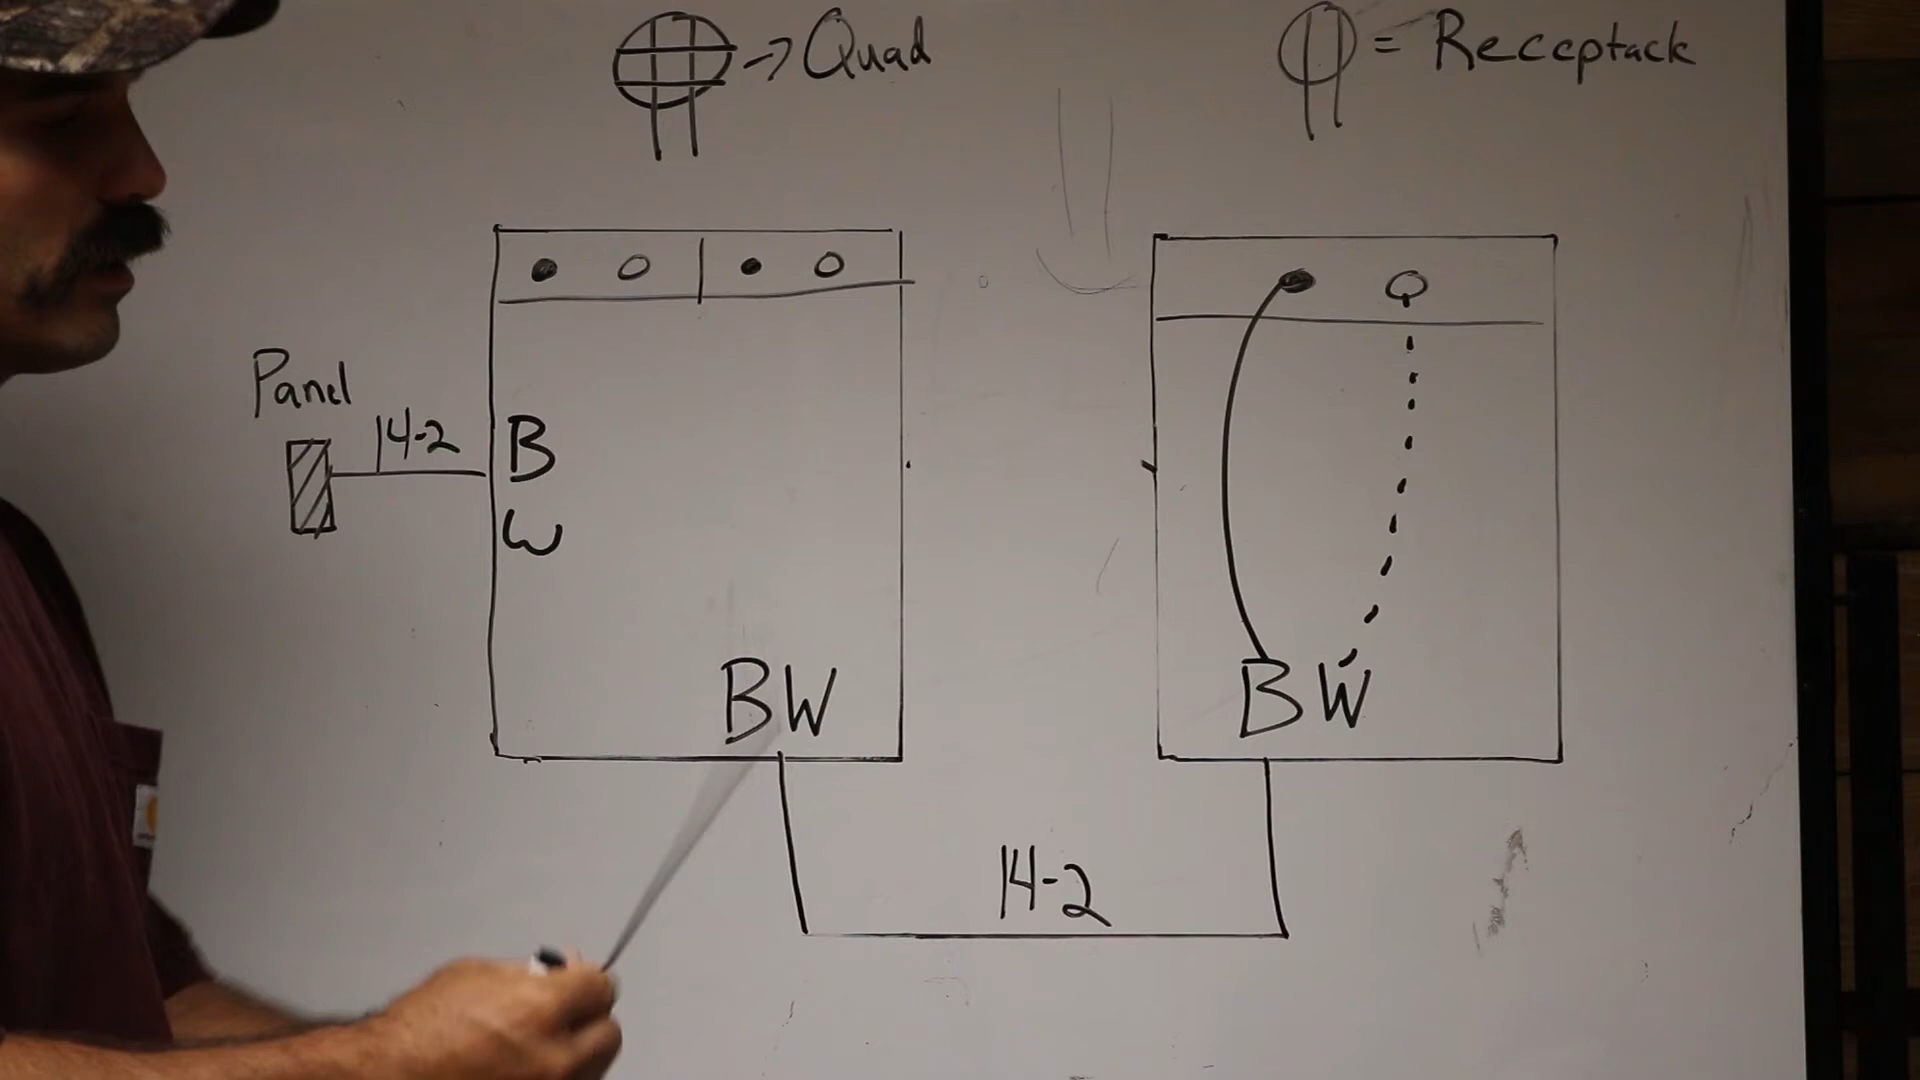 → Quad
= Receptack
Panel
14-2
B
W
BW
BW
14-2